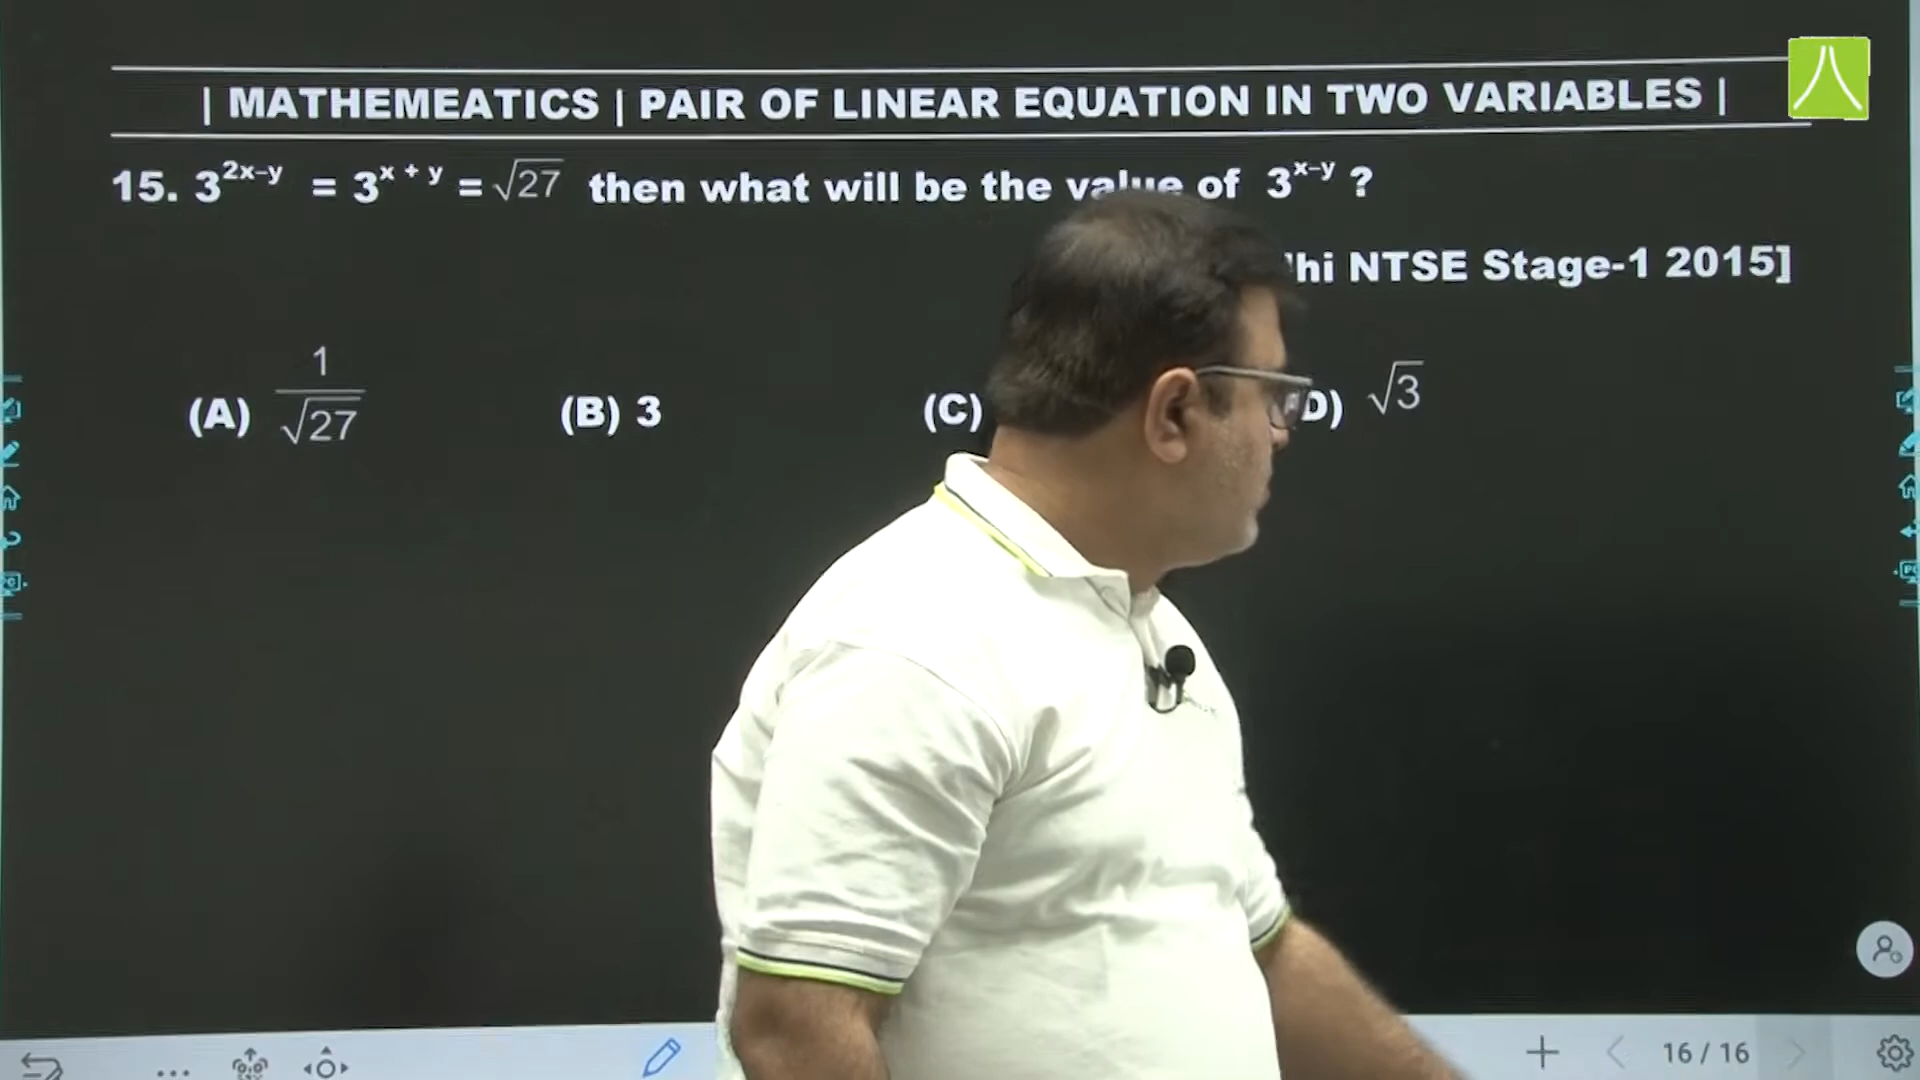 | MATHEMEATICS | PAIR OF LINEAR EQUATION IN TWO VARIABLES |
15. 3^{2x–y} = 3^{x + y} = √27 then what will be the value of 3^{x–y} ?
NTSE Stage-1 2015]
(A) 1/√27 (B) 3 (C) D) √3
16 / 16